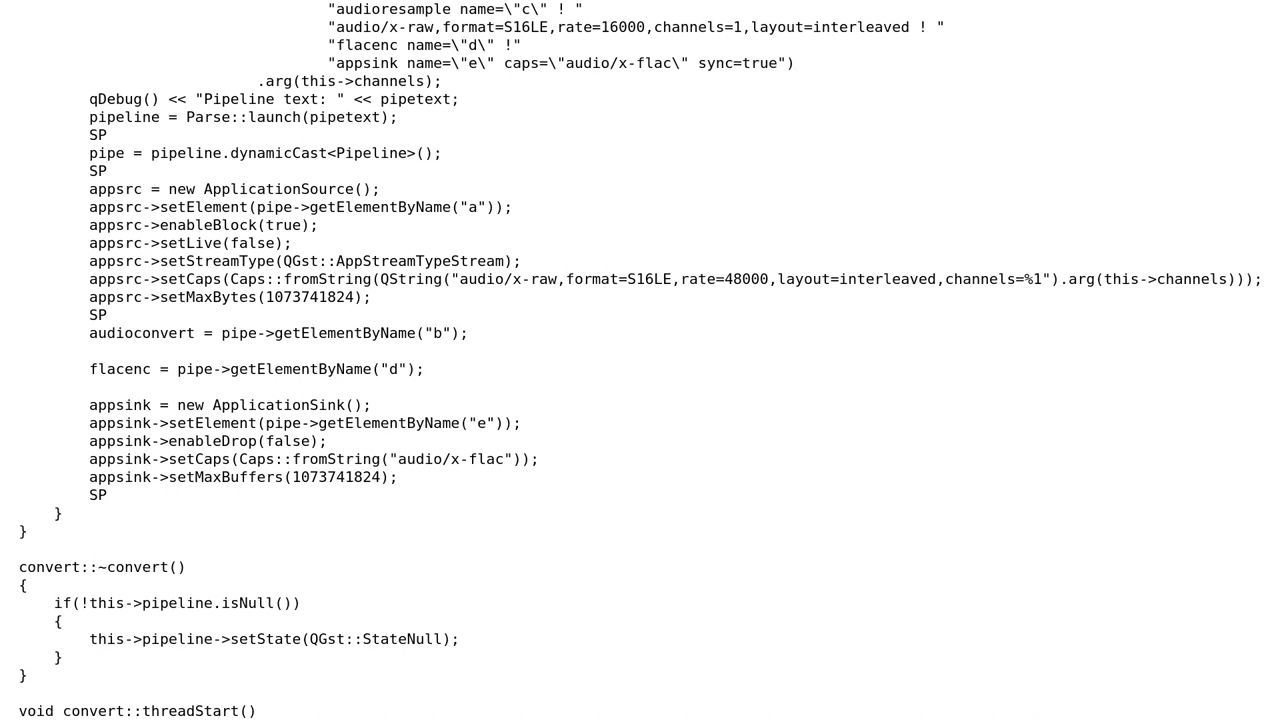 "audioresample name=\"c\" ! "
"audio/x-raw,format=S16LE,rate=16000,channels=1,layout=interleaved ! "
"flacenc name=\"d\" !"
"appsink name=\"e\" caps=\"audio/x-flac\" sync=true")
.arg(this->channels);
qDebug() << "Pipeline text: " << pipetext;
pipeline = Parse::launch(pipetext);
SP
pipe = pipeline.dynamicCast<Pipeline>();
SP
appsrc = new ApplicationSource();
appsrc->setElement(pipe->getElementByName("a"));
appsrc->enableBlock(true);
appsrc->setLive(false);
appsrc->setStreamType(QGst::AppStreamTypeStream);
appsrc->setCaps(Caps::fromString(QString("audio/x-raw,format=S16LE,rate=48000,layout=interleaved,channels=%1").arg(this->channels)));
appsrc->setMaxBytes(1073741824);
SP
audioconvert = pipe->getElementByName("b");
flacenc = pipe->getElementByName("d");
appsink = new ApplicationSink();
appsink->setElement(pipe->getElementByName("e"));
appsink->enableDrop(false);
appsink->setCaps(Caps::fromString("audio/x-flac"));
appsink->setMaxBuffers(1073741824);
SP
}
}
convert::~convert()
{
if(!this->pipeline.isNull())
{
this->pipeline->setState(QGst::StateNull);
}
}
void convert::threadStart()